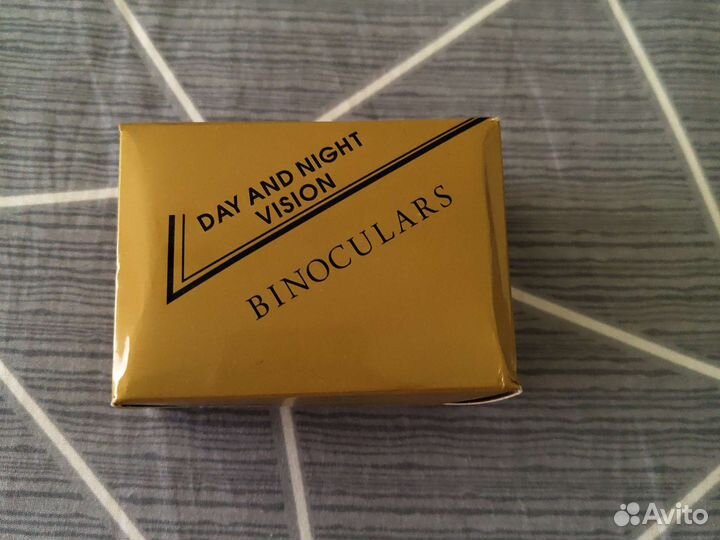 DAY AND NIGHT
VISION
BINOCULARS
Avito